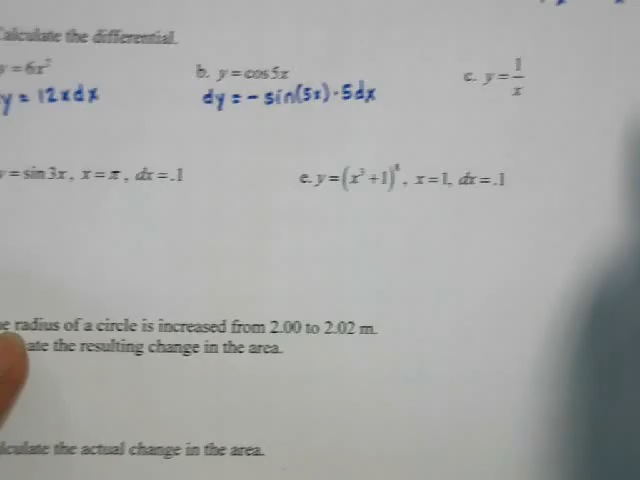 Calculate the differential.
y = 6x² b. y = cos 5x c. y = 1/x
y = 12xdx dy = - sin(5x) · 5dx
y = sin 3x, x = π, dx = .1 e. y = (x³ + 1)⁴, x = 1, dx = .1
radius of a circle is increased from 2.00 to 2.02 m.
ate the resulting change in the area.
lculate the actual change in the area.